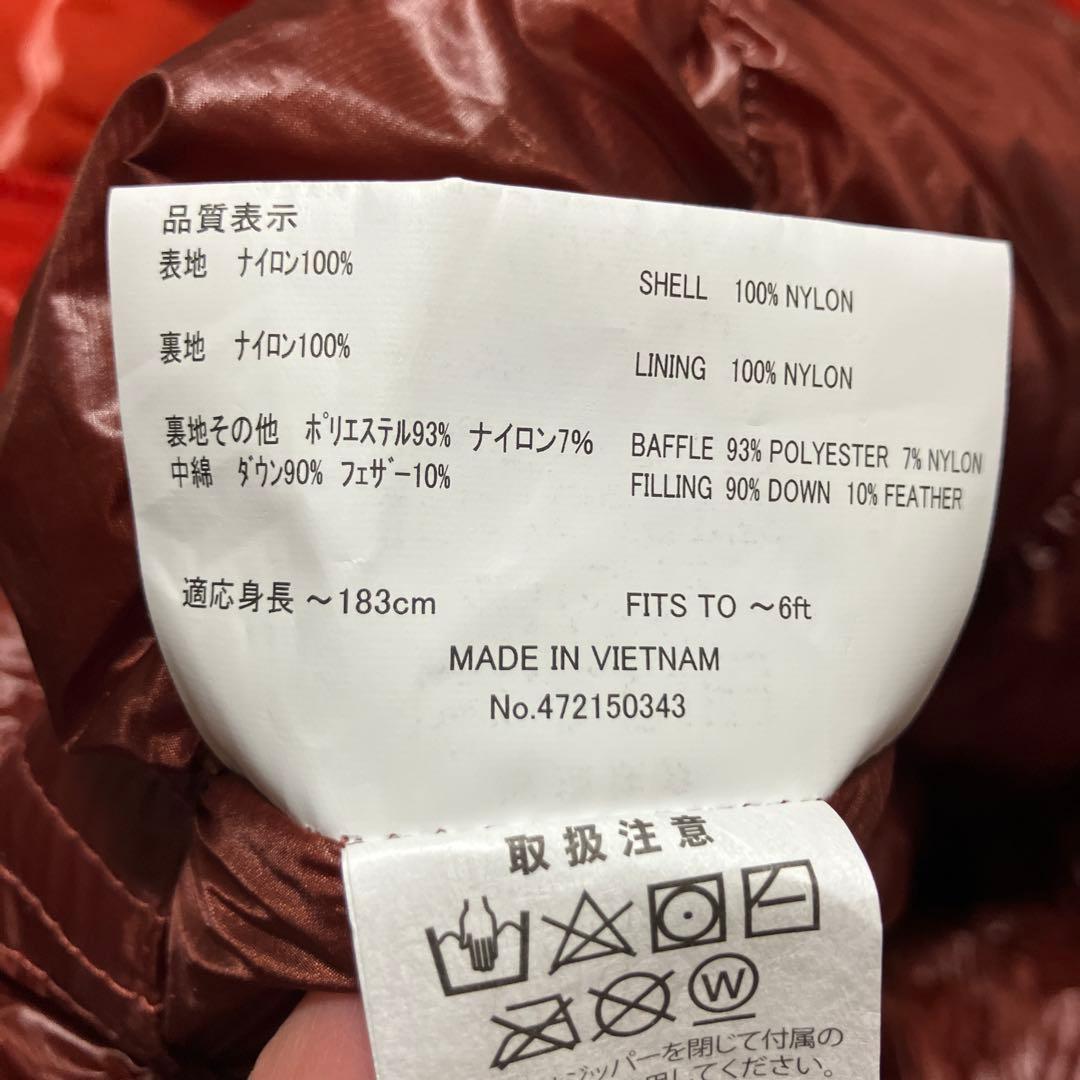 品質表示
表地 ナイロン100%
SHELL 100% NYLON
裏地 ナイロン100%
LINING 100% NYLON
裏地その他 ポリエステル93% ナイロン7%
BAFFLE 93% POLYESTER 7% NYLON
中綿 ダウン90% フェザー10%
FILLING 90% DOWN 10% FEATHER
適応身長 ～183cm
FITS TO ～6ft
MADE IN VIETNAM
No.472150343
取扱注意
W
ジッパーを閉じて付属の
してください。